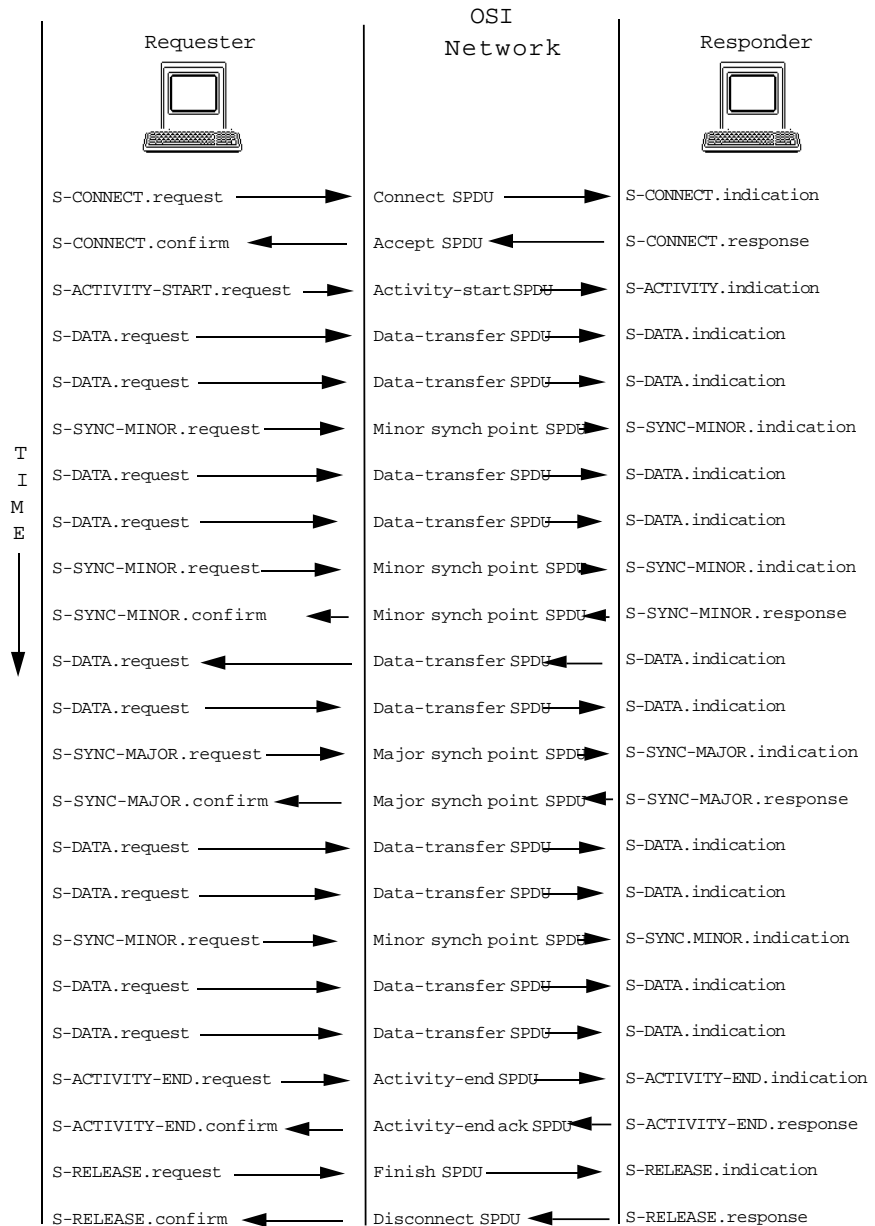 OSI
Network
Requester
Responder
S-CONNECT.request Connect SPDU S-CONNECT.indication
S-CONNECT.confirm Accept SPDU S-CONNECT.response
S-ACTIVITY-START.request Activity-start SPDU S-ACTIVITY.indication
S-DATA.request Data-transfer SPDU S-DATA.indication
S-DATA.request Data-transfer SPDU S-DATA.indication
S-SYNC-MINOR.request Minor synch point SPDU S-SYNC-MINOR.indication
S-DATA.request Data-transfer SPDU S-DATA.indication
S-DATA.request Data-transfer SPDU S-DATA.indication
S-SYNC-MINOR.request Minor synch point SPDU S-SYNC-MINOR.indication
S-SYNC-MINOR.confirm Minor synch point SPDU S-SYNC-MINOR.response
S-DATA.request Data-transfer SPDU S-DATA.indication
S-DATA.request Data-transfer SPDU S-DATA.indication
S-SYNC-MAJOR.request Major synch point SPDU S-SYNC-MAJOR.indication
S-SYNC-MAJOR.confirm Major synch point SPDU S-SYNC-MAJOR.response
S-DATA.request Data-transfer SPDU S-DATA.indication
S-DATA.request Data-transfer SPDU S-DATA.indication
S-SYNC-MINOR.request Minor synch point SPDU S-SYNC.MINOR.indication
S-DATA.request Data-transfer SPDU S-DATA.indication
S-DATA.request Data-transfer SPDU S-DATA.indication
S-ACTIVITY-END.request Activity-end SPDU S-ACTIVITY-END.indication
S-ACTIVITY-END.confirm Activity-end ack SPDU S-ACTIVITY-END.response
S-RELEASE.request Finish SPDU S-RELEASE.indication
S-RELEASE.confirm Disconnect SPDU S-RELEASE.response
T
I
M
E